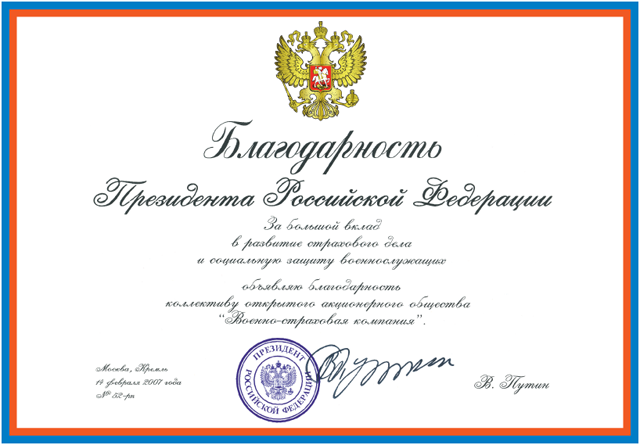 Благодарность
Президента Российской Федерации
За большой вклад
в развитие страхового дела
и социальную защиту военнослужащих
объявляю благодарность
коллективу открытого акционерного общества
“Военно-страховая компания”.
Москва, Кремль
14 февраля 2007 года
№ 52-рп
ПРЕЗИДЕНТ
РОССИЙСКОЙ ФЕДЕРАЦИИ
В. Путин